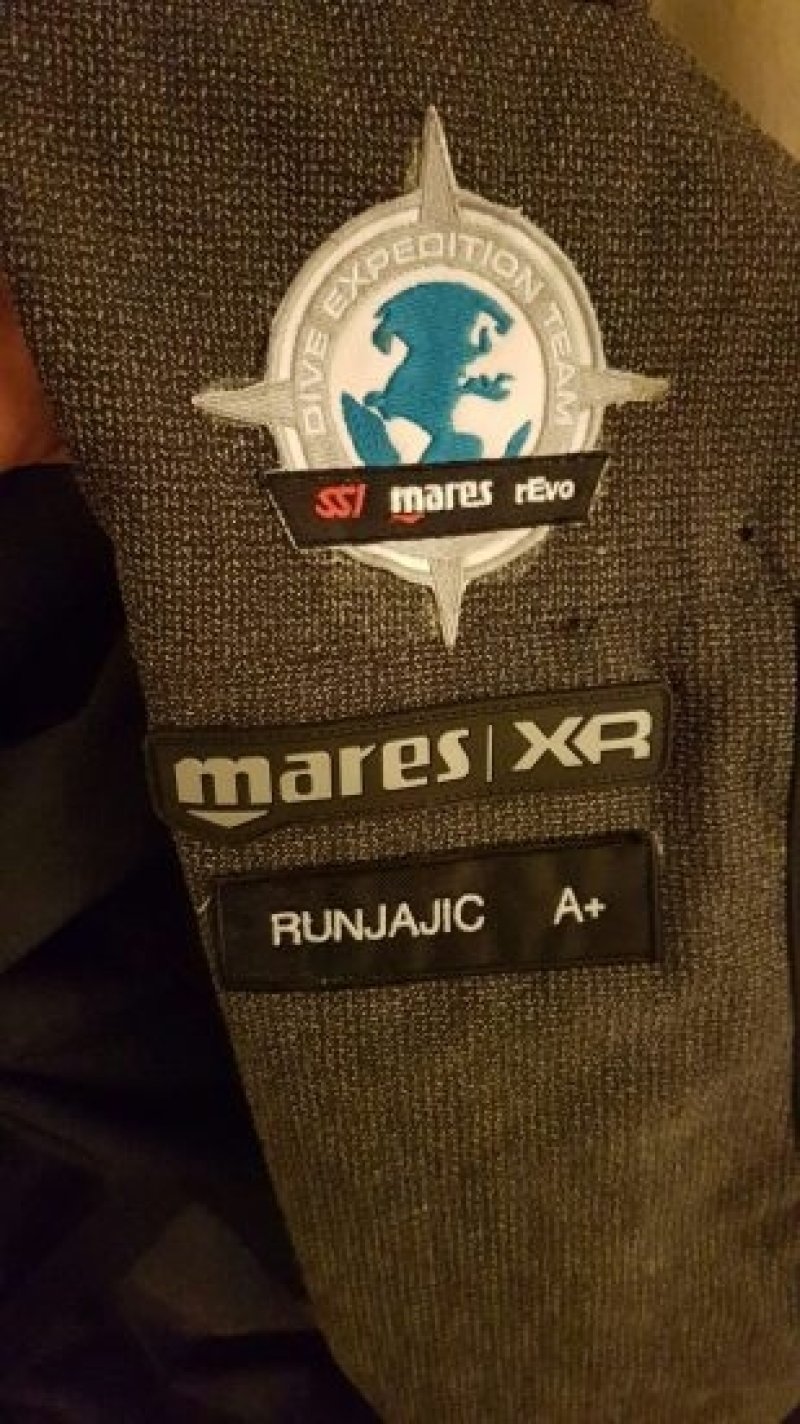 DIVE EXPEDITION TEAM
SSI mares rEvo
mares | XR
RUNJAJIC A+